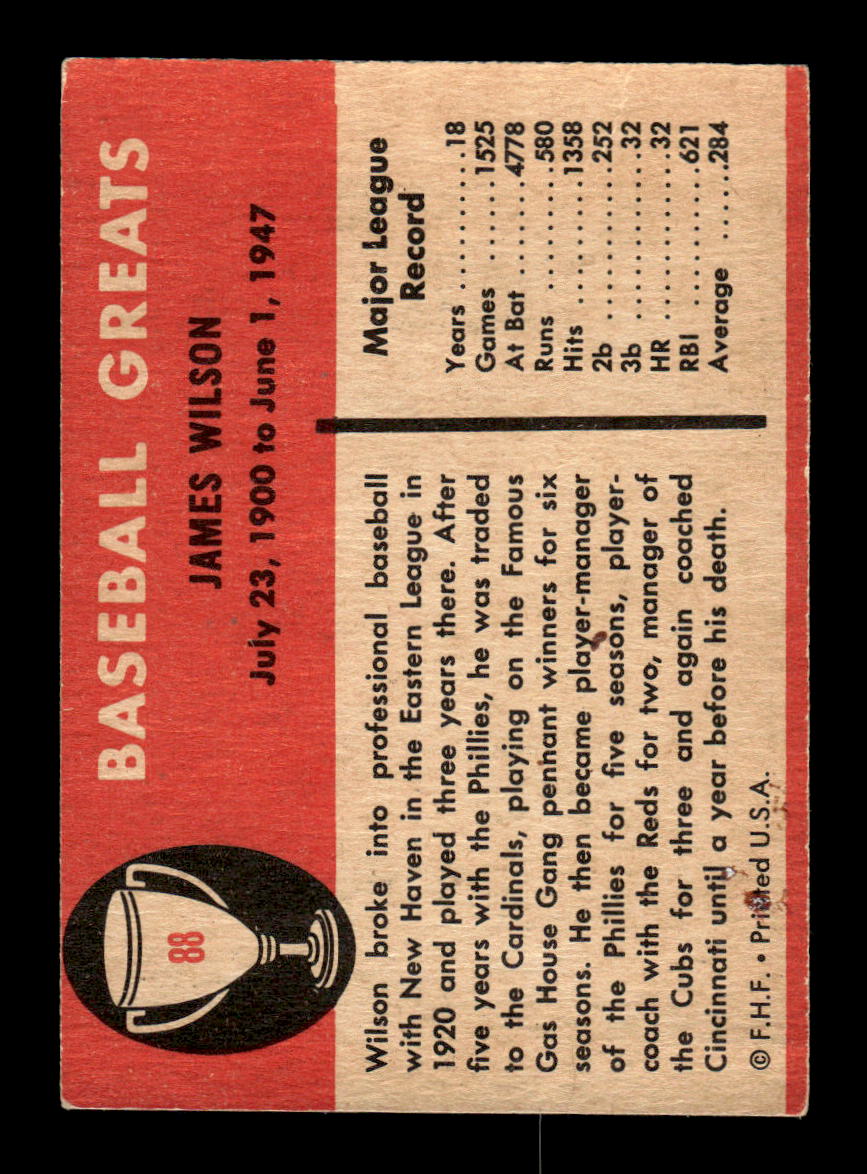 88
BASEBALL GREATS
JAMES WILSON
July 23, 1900 to June 1, 1947
Wilson broke into professional baseball
with New Haven in the Eastern League in
1920 and played three years there. After
five years with the Phillies, he was traded
to the Cardinals, playing on the Famous
Gas House Gang pennant winners for six
seasons. He then became player-manager
of the Phillies for five seasons, player-
coach with the Reds for two, manager of
the Cubs for three and again coached
Cincinnati until a year before his death.
© F.H.F. • Printed U.S.A.
Major League
Record
Years ..........18
Games .......1525
At Bat .......4778
Runs .........580
Hits ..........1358
2b ............252
3b .............32
HR .............32
RBI ...........621
Average ......284